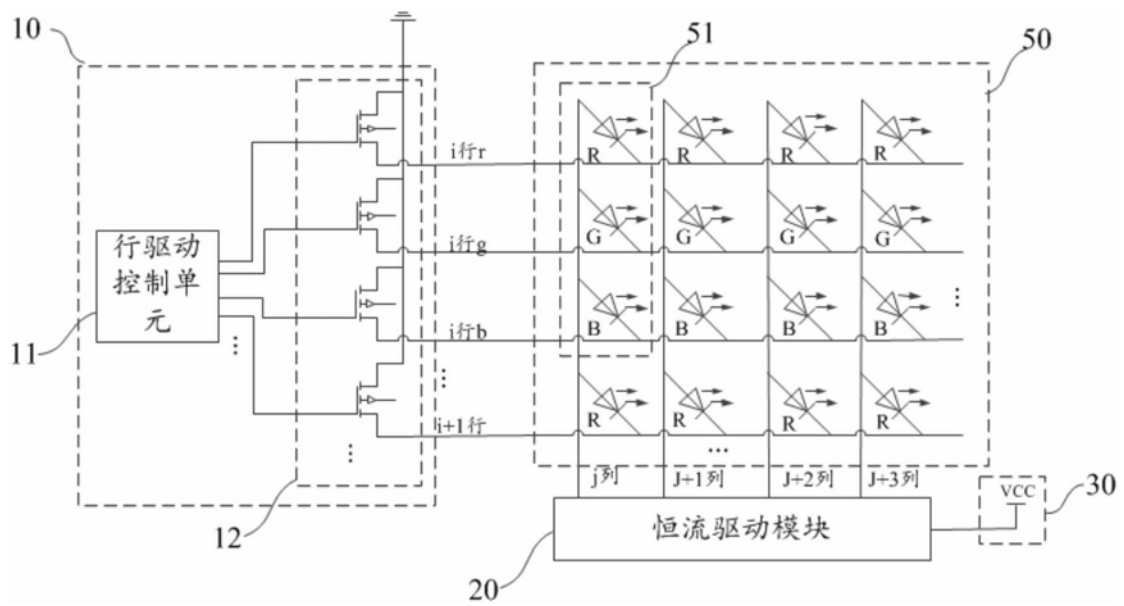 10
51
50
i行r
R R R R
i行g
G G G G
行驱动
控制单
元
11
...
i行b
B B B B
...
...
i+1行
R R R R
...
...
12
j列 J+1列 J+2列 J+3列
VCC
30
恒流驱动模块
20